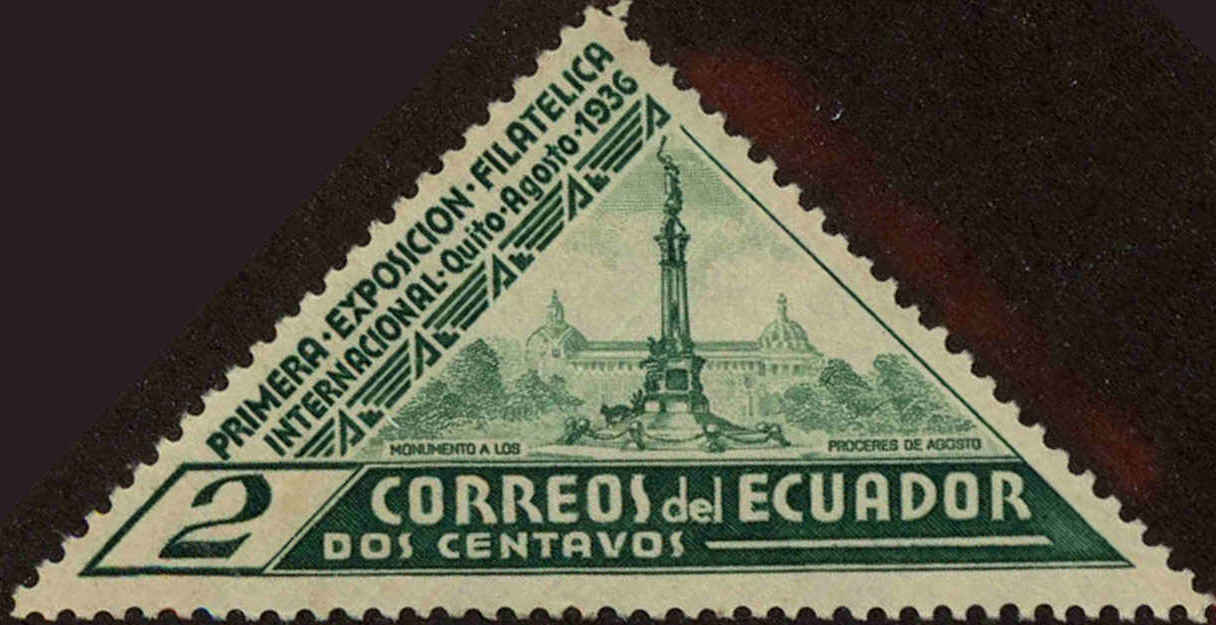 PRIMERA·EXPOSICION·FILATELICA
INTERNACIONAL·Quito·Agosto·1936
MONUMENTO A LOS PROCERES DE AGOSTO
2 CORREOS del ECUADOR
DOS CENTAVOS